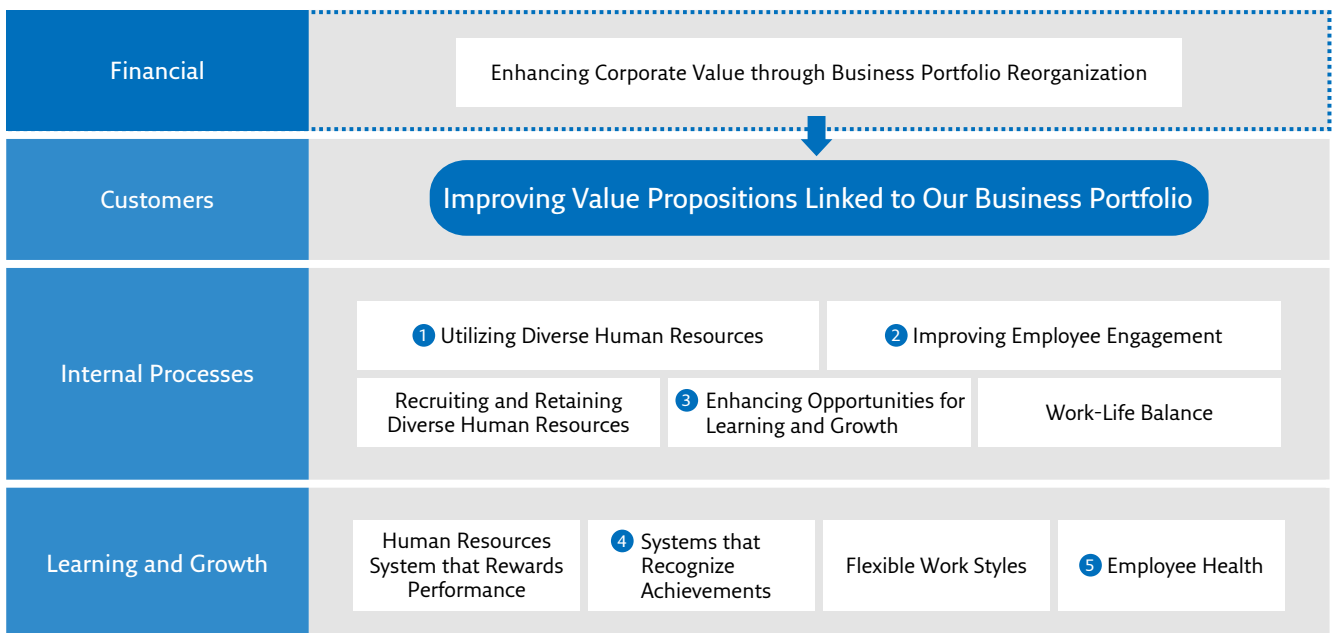 Financial
Enhancing Corporate Value through Business Portfolio Reorganization
Customers
Improving Value Propositions Linked to Our Business Portfolio
Internal Processes
1 Utilizing Diverse Human Resources
2 Improving Employee Engagement
Recruiting and Retaining
Diverse Human Resources
3 Enhancing Opportunities for
Learning and Growth
Work-Life Balance
Learning and Growth
Human Resources
System that Rewards
Performance
4 Systems that
Recognize
Achievements
Flexible Work Styles
5 Employee Health